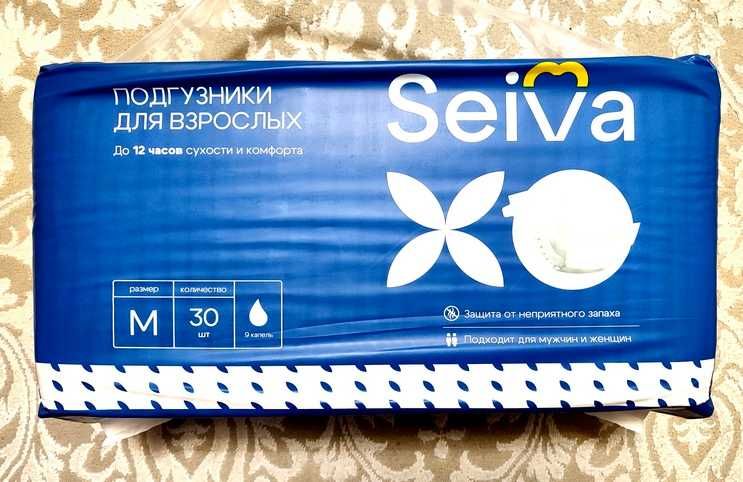 ПОДГУЗНИКИ
ДЛЯ ВЗРОСЛЫХ
До 12 часов сухости и комфорта
Seiva
размер
M
количество
30
шт
9 капель
Защита от неприятного запаха
Подходит для мужчин и женщин